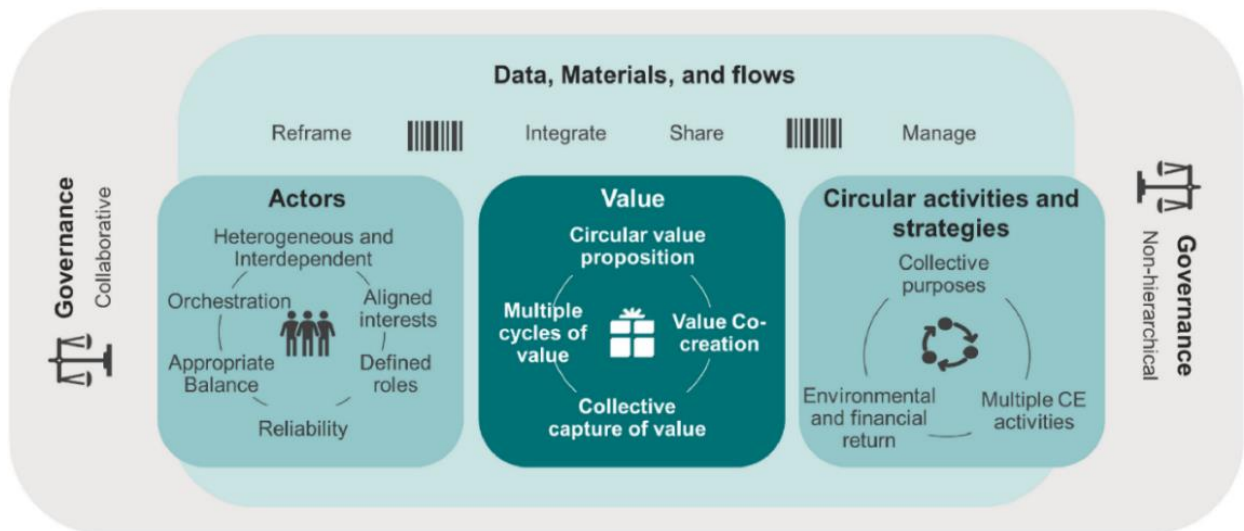 Data, Materials, and flows
Reframe
Integrate
Share
Manage
Governance
Collaborative
Actors
Heterogeneous and
Interdependent
Orchestration
Aligned
interests
Appropriate
Balance
Defined
roles
Reliability
Value
Circular value
proposition
Multiple
cycles of
value
Value Co-
creation
Collective
capture of value
Circular activities and
strategies
Collective
purposes
Environmental
and financial
return
Multiple CE
activities
Governance
Non-hierarchical